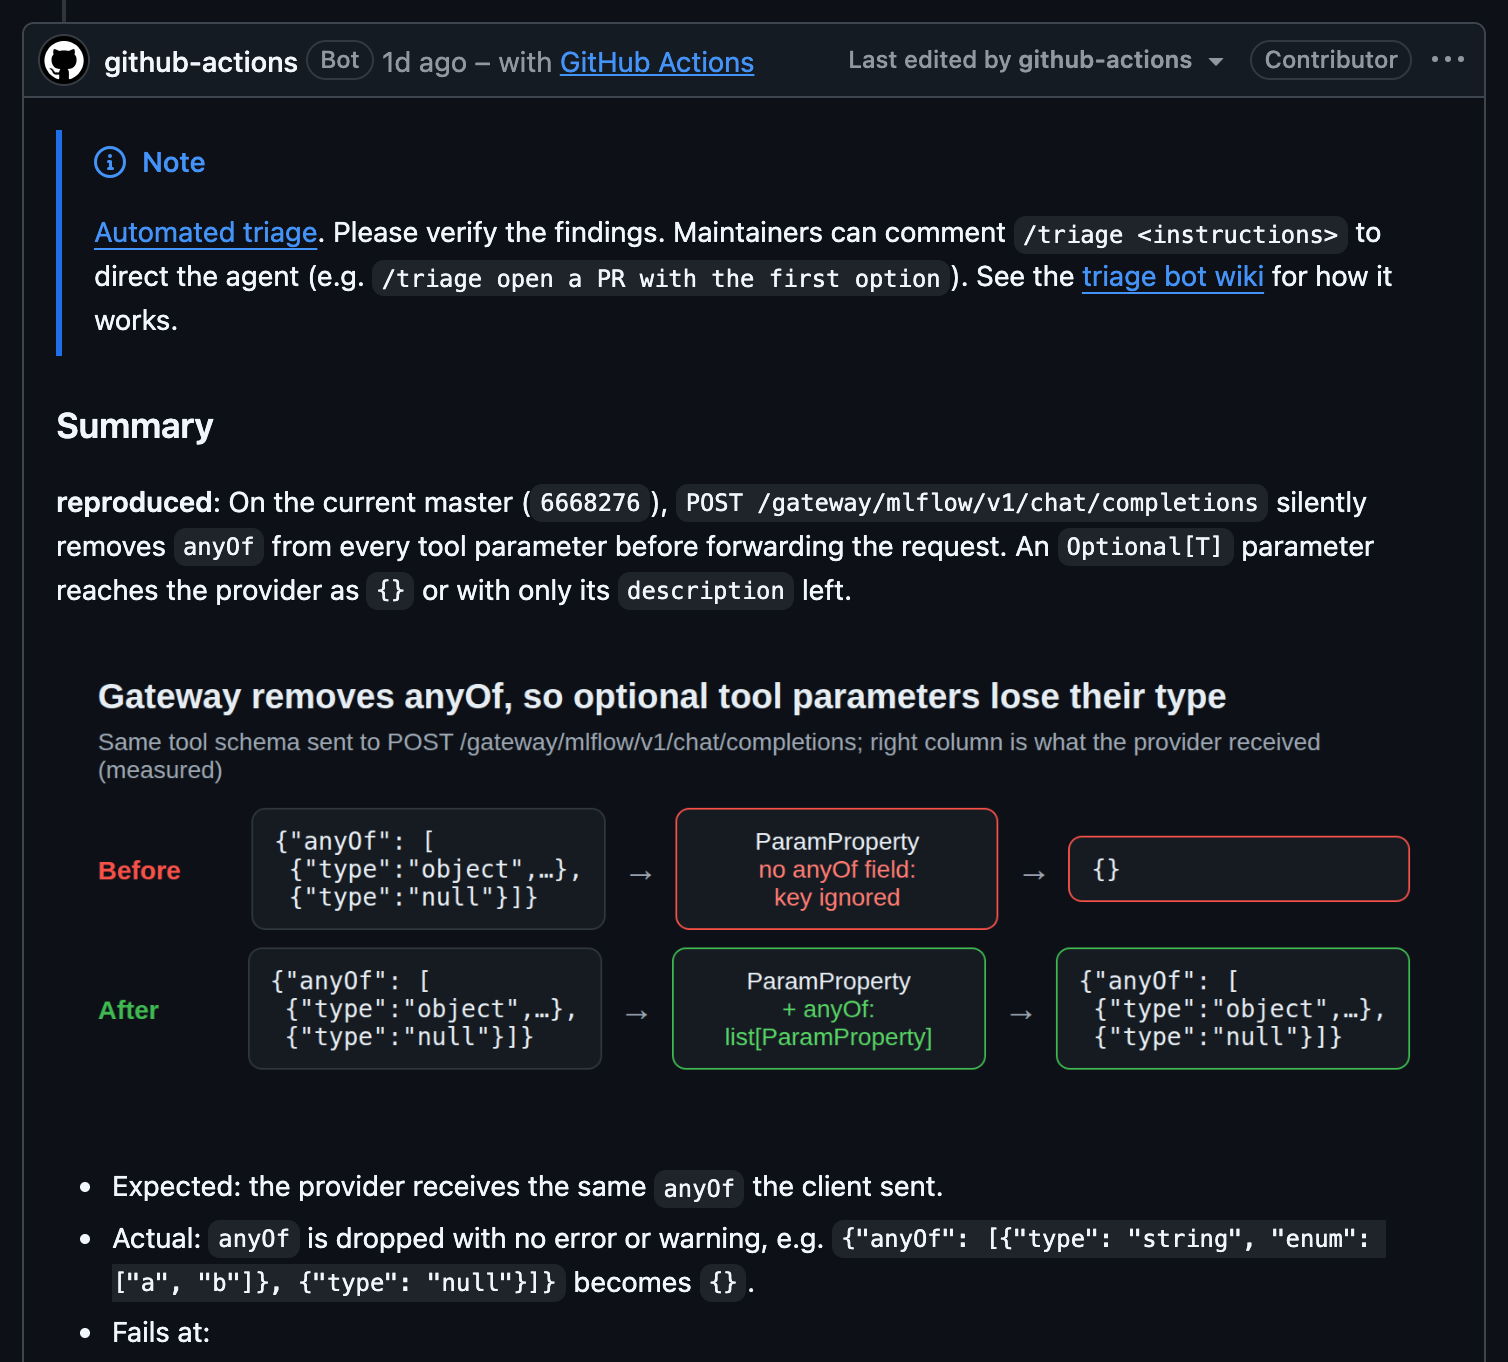 github-actions Bot 1d ago – with GitHub Actions Last edited by github-actions Contributor ···
Note
Automated triage. Please verify the findings. Maintainers can comment /triage <instructions> to
direct the agent (e.g. /triage open a PR with the first option). See the triage bot wiki for how it
works.
Summary
reproduced: On the current master (6668276), POST /gateway/mlflow/v1/chat/completions silently
removes anyOf from every tool parameter before forwarding the request. An Optional[T] parameter
reaches the provider as {} or with only its description left.
Gateway removes anyOf, so optional tool parameters lose their type
Same tool schema sent to POST /gateway/mlflow/v1/chat/completions; right column is what the provider received
(measured)
Before
{"anyOf": [
{"type":"object",…},
{"type":"null"}]}
→
ParamProperty
no anyOf field:
key ignored
→
{}
After
{"anyOf": [
{"type":"object",…},
{"type":"null"}]}
→
ParamProperty
+ anyOf:
list[ParamProperty]
→
{"anyOf": [
{"type":"object",…},
{"type":"null"}]}
• Expected: the provider receives the same anyOf the client sent.
• Actual: anyOf is dropped with no error or warning, e.g. {"anyOf": [{"type": "string", "enum":
["a", "b"]}, {"type": "null"}]} becomes {}.
• Fails at: